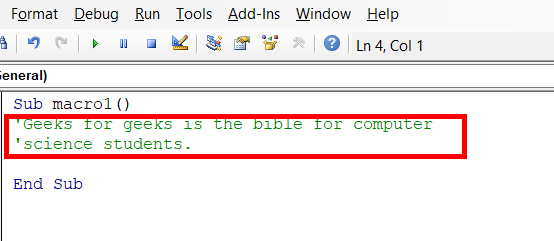 Format Debug Run Tools Add-Ins Window Help
Ln 4, Col 1
General)
Sub macro1()
'Geeks for geeks is the bible for computer
'science students.
End Sub